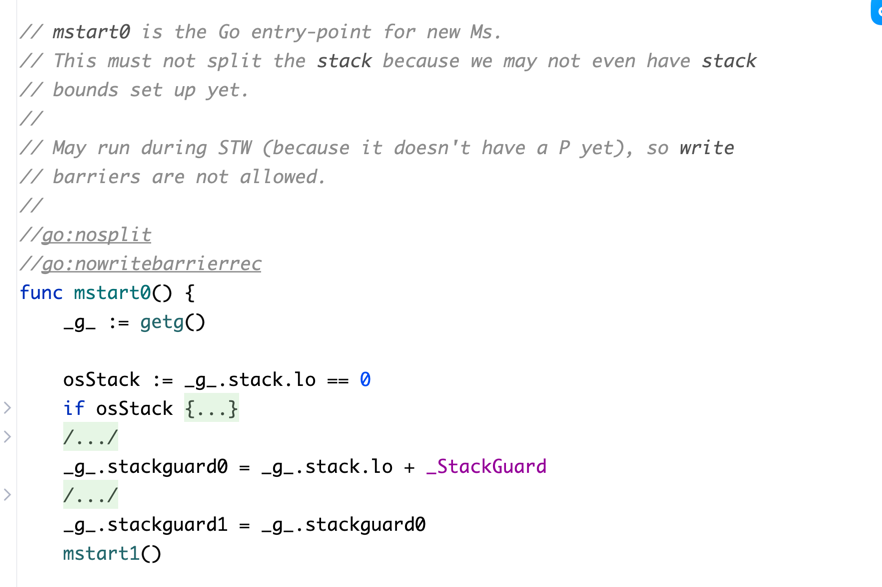 // mstart0 is the Go entry-point for new Ms.
// This must not split the stack because we may not even have stack
// bounds set up yet.
//
// May run during STW (because it doesn't have a P yet), so write
// barriers are not allowed.
//
//go:nosplit
//go:nowritebarrierrec
func mstart0() {
    _g_ := getg()

    osStack := _g_.stack.lo == 0
    if osStack {...}
    /.../
    _g_.stackguard0 = _g_.stack.lo + _StackGuard
    /.../
    _g_.stackguard1 = _g_.stackguard0
    mstart1()